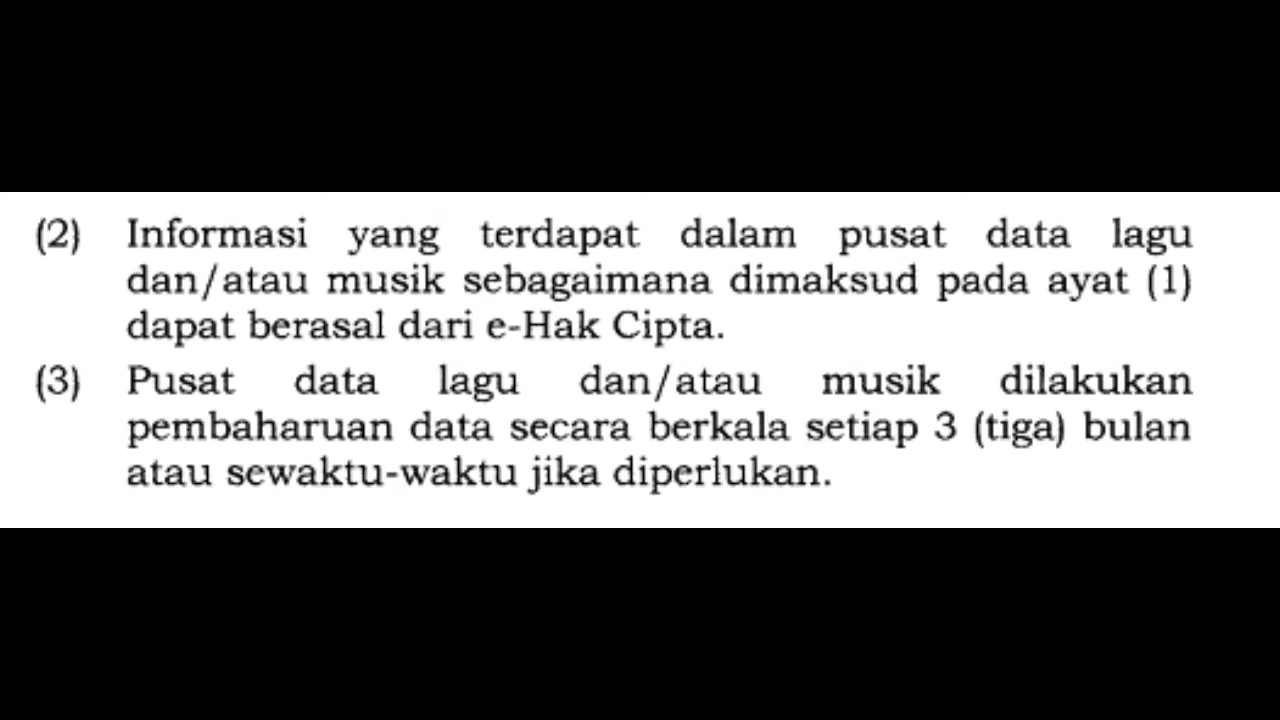 (2) Informasi yang terdapat dalam pusat data lagu
dan/atau musik sebagaimana dimaksud pada ayat (1)
dapat berasal dari e-Hak Cipta.
(3) Pusat data lagu dan/atau musik dilakukan
pembaharuan data secara berkala setiap 3 (tiga) bulan
atau sewaktu-waktu jika diperlukan.